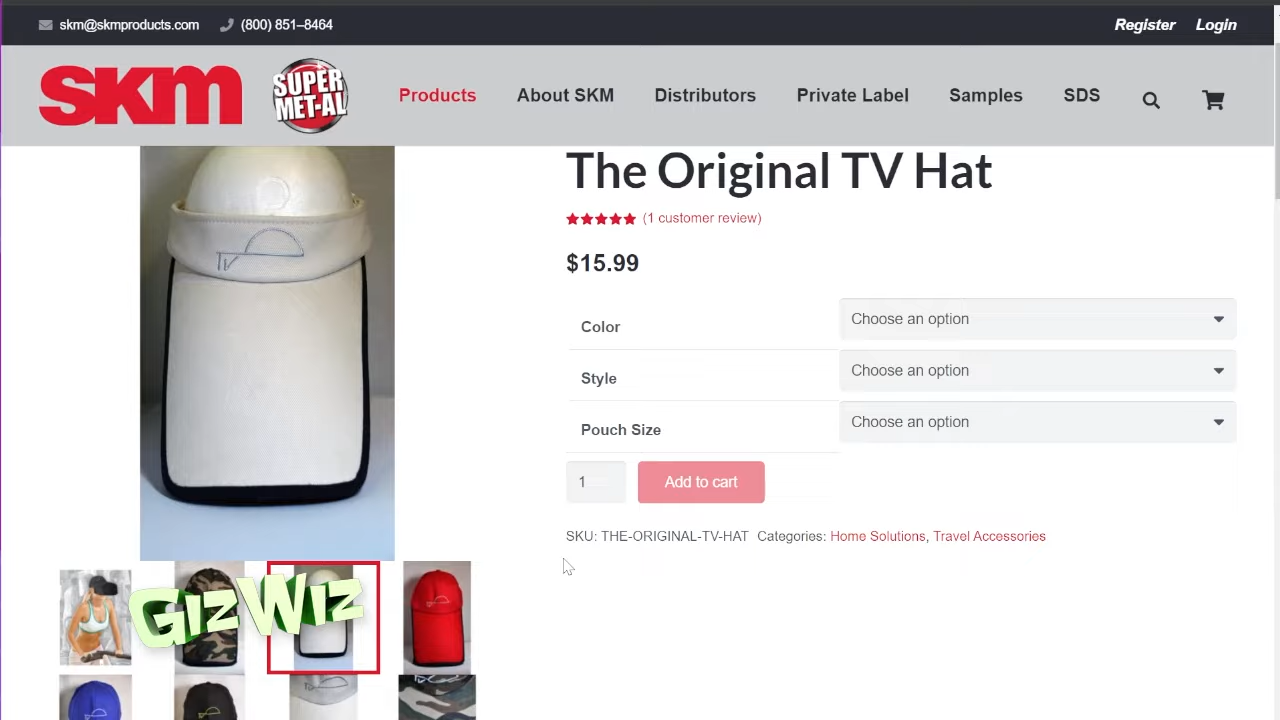 skm@skmproducts.com (800) 851–8464 Register Login
SKM SUPER MET-AL Products About SKM Distributors Private Label Samples SDS
The Original TV Hat
(1 customer review)
$15.99
TV
Color Choose an option
Style Choose an option
Pouch Size Choose an option
1 Add to cart
SKU: THE-ORIGINAL-TV-HAT Categories: Home Solutions, Travel Accessories
GizWiz